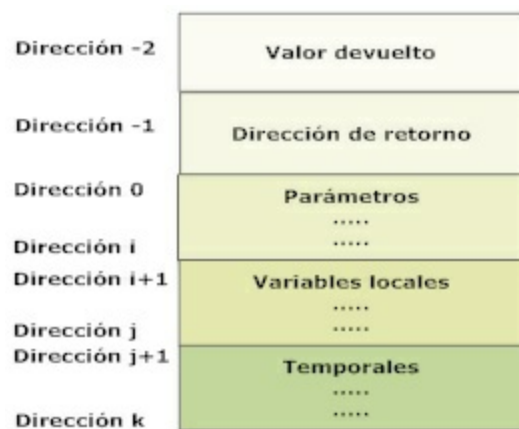 Dirección -2
Valor devuelto
Dirección -1
Dirección de retorno
Dirección 0
Parámetros
.....
.....
Dirección i
Dirección i+1
Variables locales
.....
.....
Dirección j
Dirección j+1
Temporales
.....
.....
Dirección k